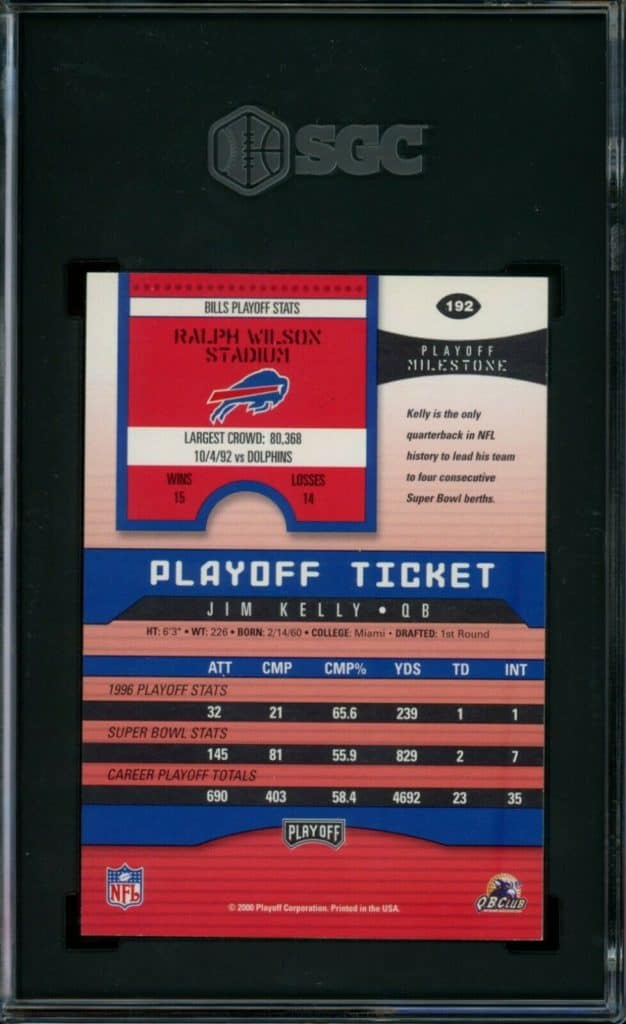 SGC
BILLS PLAYOFF STATS
RALPH WILSON
STADIUM
LARGEST CROWD: 80,368
10/4/92 vs DOLPHINS
WINS LOSSES
15 14
192
PLAYOFF
MILESTONE
Kelly is the only
quarterback in NFL
history to lead his team
to four consecutive
Super Bowl berths.
PLAYOFF TICKET
JIM KELLY • QB
HT: 6'3" • WT: 226 • BORN: 2/14/60 • COLLEGE: Miami • DRAFTED: 1st Round
ATT CMP CMP% YDS TD INT
1996 PLAYOFF STATS
32 21 65.6 239 1 1
SUPER BOWL STATS
145 81 55.9 829 2 7
CAREER PLAYOFF TOTALS
690 403 58.4 4692 23 35
PLAYOFF
NFL
QB CLUB
© 2000 Playoff Corporation. Printed in the USA.